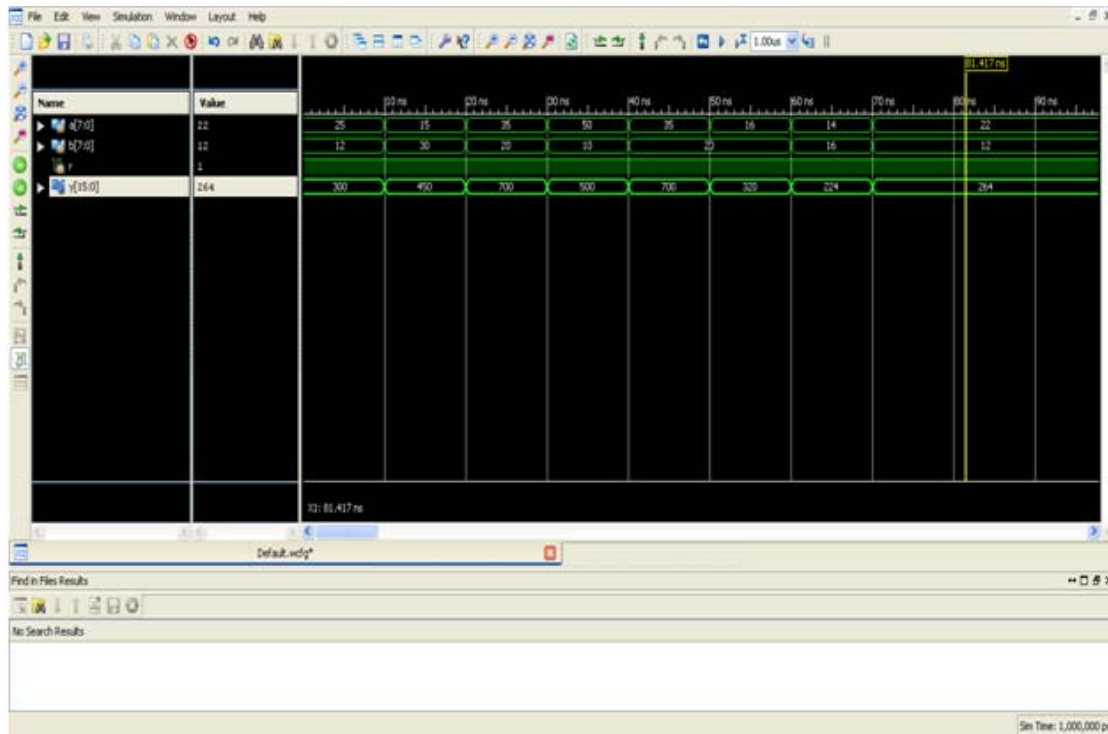 File Edit View Simulation Window Layout Help
1.00us
81.417 ns
Name Value
10 ns 20 ns 30 ns 40 ns 50 ns 60 ns 70 ns 80 ns 90 ns
a[7:0] 22 25 15 35 50 35 16 14 22
b[7:0] 12 12 30 20 10 20 16 12
r 1
y[15:0] 264 300 450 700 500 700 320 224 264
X1: 81.417 ns
Default.wcfg*
Find in Files Results
No Search Results
Sim Time: 1,000,000 p